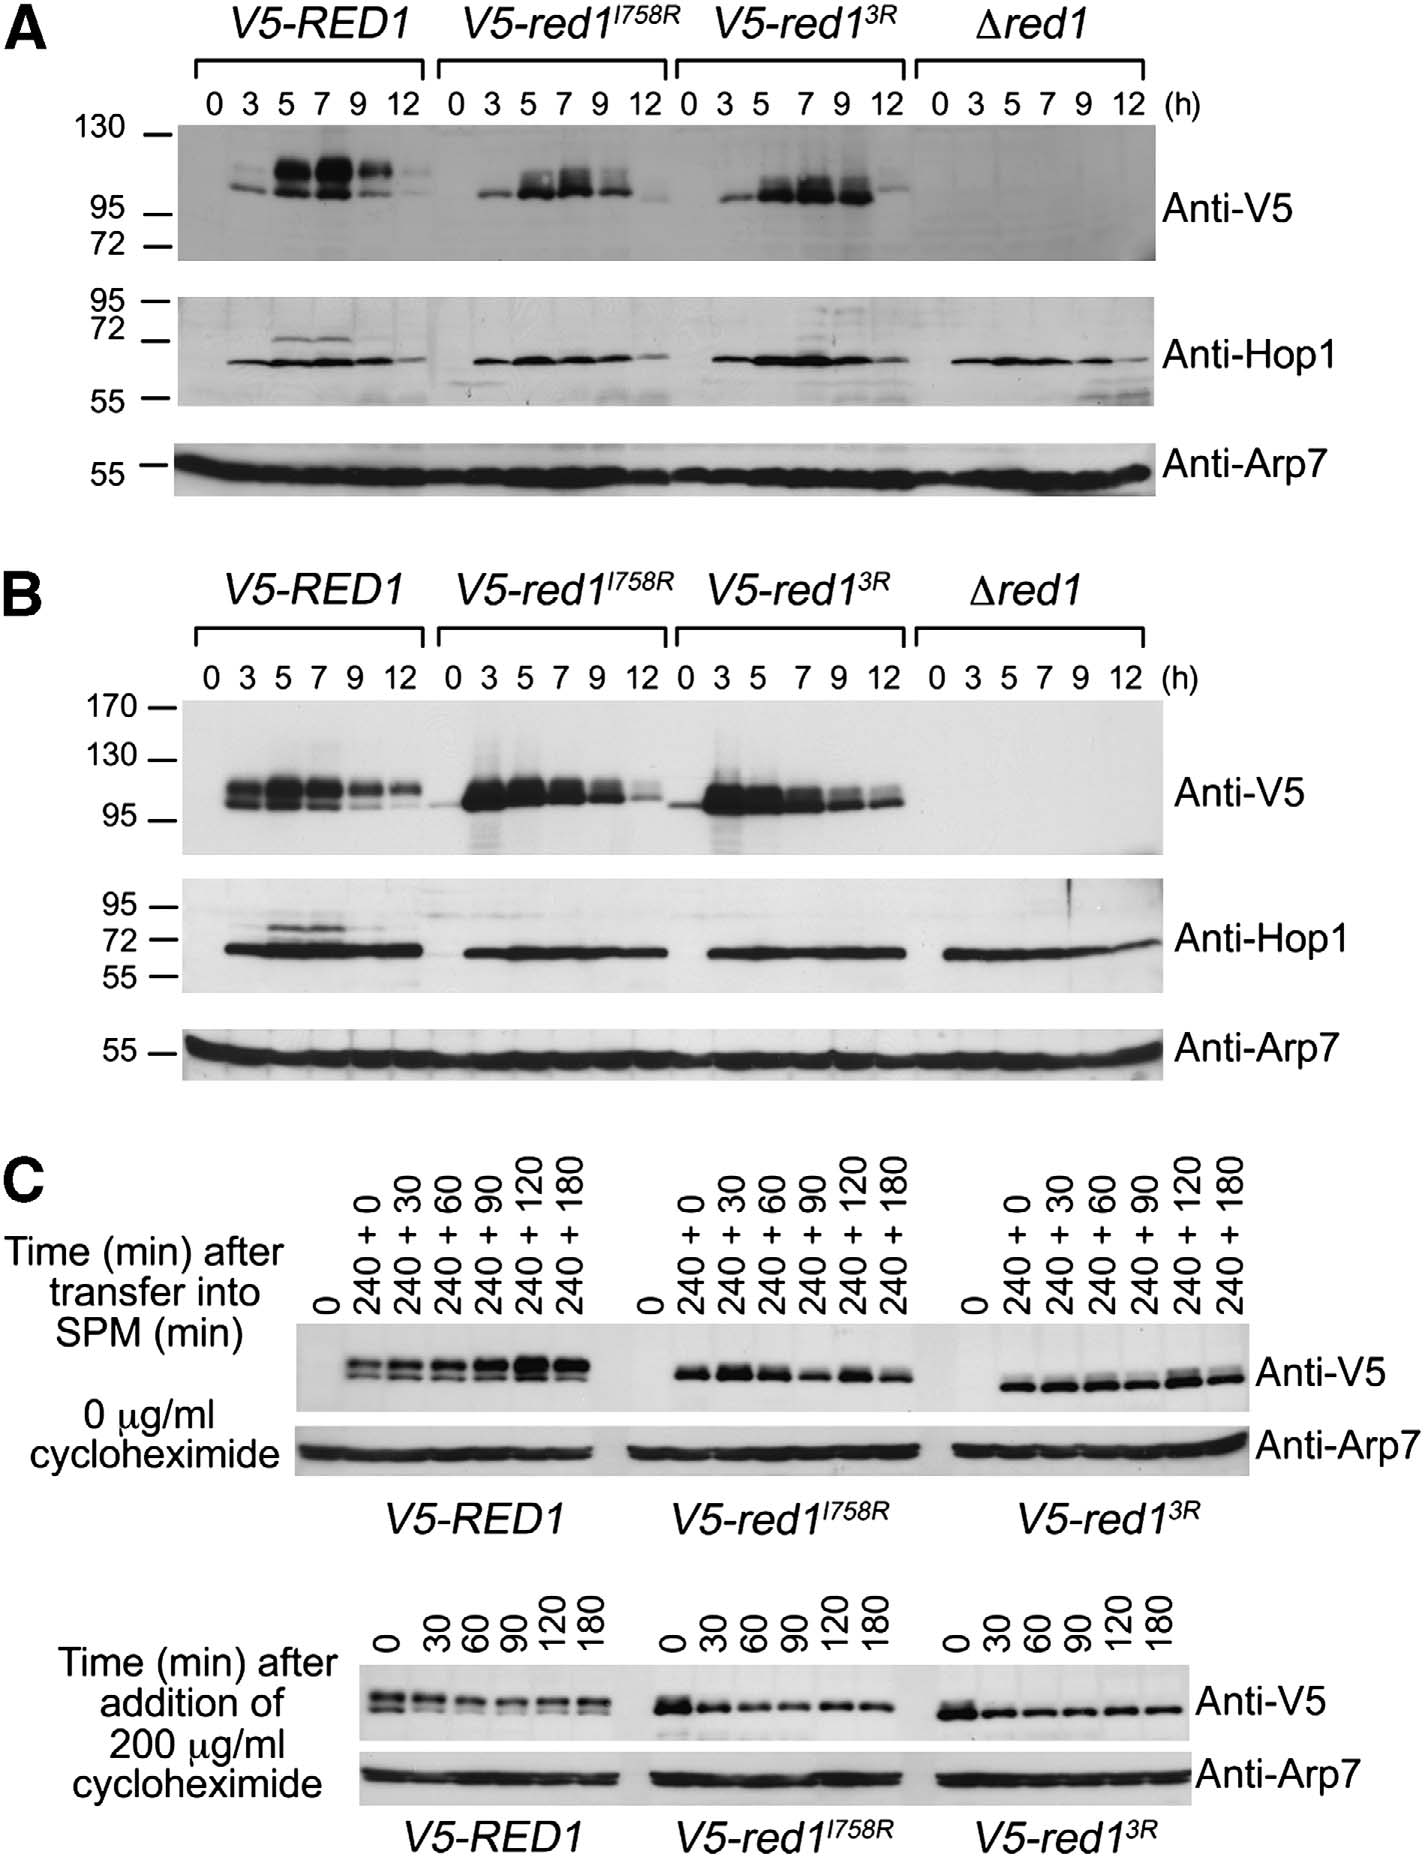 A
V5-RED1 V5-red1I758R V5-red13R Δred1
0 3 5 7 9 12 0 3 5 7 9 12 0 3 5 7 9 12 0 3 5 7 9 12 (h)
130
95
72
Anti-V5
95
72
55
Anti-Hop1
55
Anti-Arp7
B
V5-RED1 V5-red1I758R V5-red13R Δred1
0 3 5 7 9 12 0 3 5 7 9 12 0 3 5 7 9 12 0 3 5 7 9 12 (h)
170
130
95
Anti-V5
95
72
55
Anti-Hop1
55
Anti-Arp7
C
Time (min) after
transfer into
SPM (min)
0 240 + 0 240 + 30 240 + 60 240 + 90 240 + 120 240 + 180 0 240 + 0 240 + 30 240 + 60 240 + 90 240 + 120 240 + 180 0 240 + 0 240 + 30 240 + 60 240 + 90 240 + 120 240 + 180
Anti-V5
0 μg/ml
cycloheximide
Anti-Arp7
V5-RED1 V5-red1I758R V5-red13R
0 30 60 90 120 180 0 30 60 90 120 180 0 30 60 90 120 180
Time (min) after
addition of
200 μg/ml
cycloheximide
Anti-V5
Anti-Arp7
V5-RED1 V5-red1I758R V5-red13R